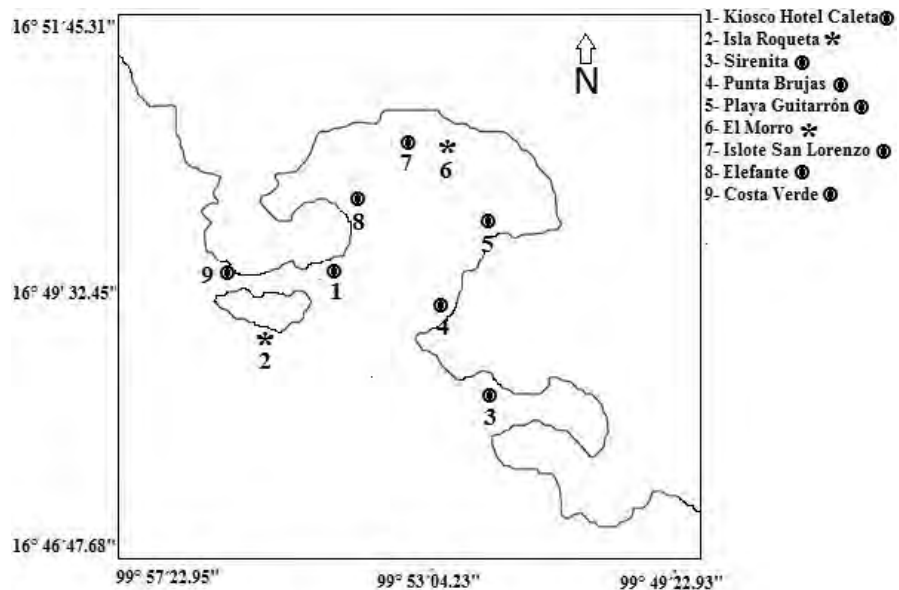 16° 51'45.31"
16° 49' 32.45"
16° 46'47.68"
99° 57'22.95"
99° 53'04.23"
99° 49'22.93"
N
1- Kiosco Hotel Caleta
2- Isla Roqueta *
3- Sirenita
4- Punta Brujas
5- Playa Guitarrón
6- El Morro *
7- Islote San Lorenzo
8- Elefante
9- Costa Verde
7
6
8
5
9
1
4
2
3